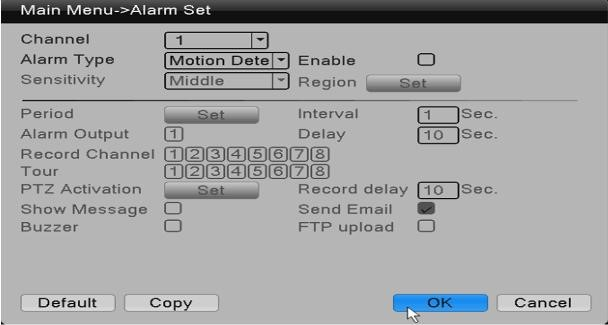 Main Menu->Alarm Set
Channel 1
Alarm Type Motion Dete Enable
Sensitivity Middle Region Set
Period Set Interval 1 Sec.
Alarm Output 1 Delay 10 Sec.
Record Channel 1 2 3 4 5 6 7 8
Tour 1 2 3 4 5 6 7 8
PTZ Activation Set Record delay 10 Sec.
Show Message Send Email
Buzzer FTP upload
Default Copy OK Cancel